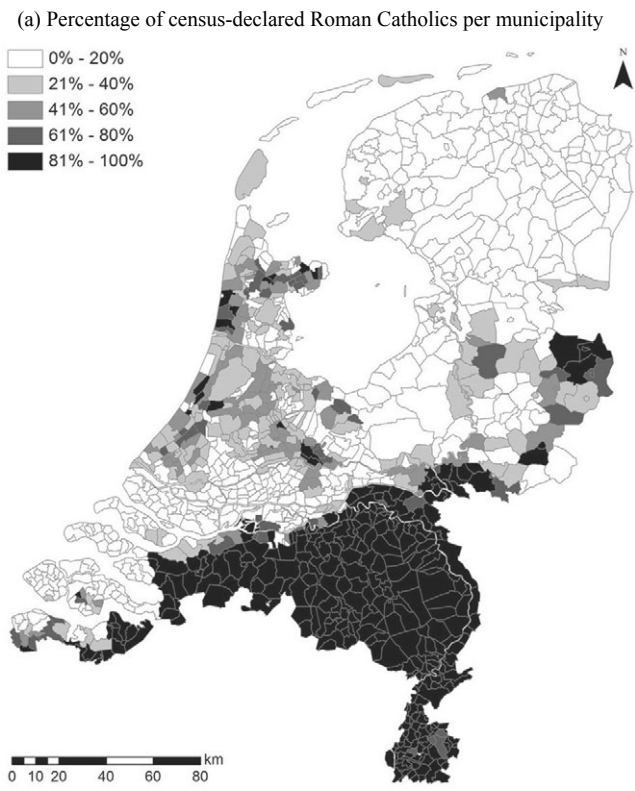 (a) Percentage of census-declared Roman Catholics per municipality
0% - 20%
21% - 40%
41% - 60%
61% - 80%
81% - 100%
N
km
0 10 20 40 60 80